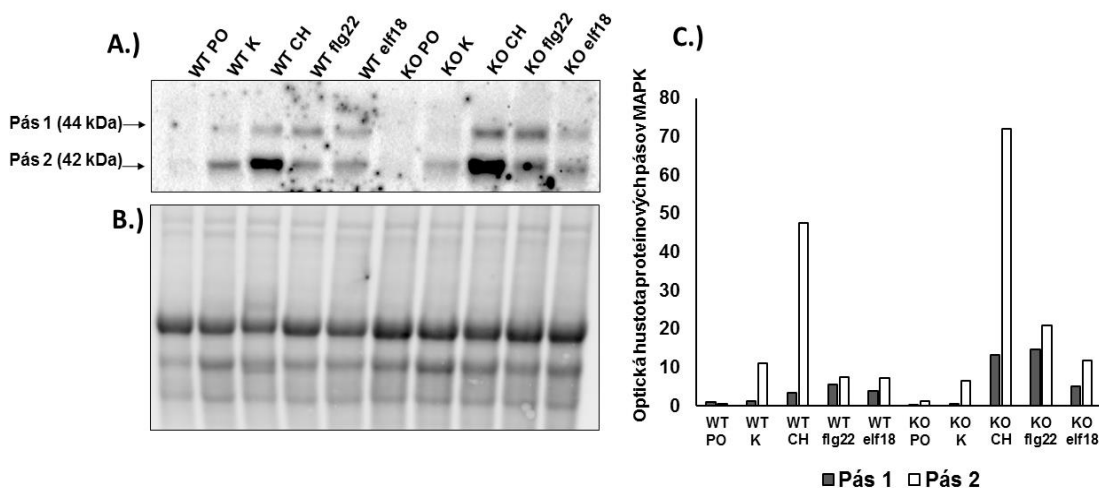 A.)
WT PO
WT K
WT CH
WT flg22
WT elf18
KO PO
KO K
KO CH
KO flg22
KO elf18
Pás 1 (44 kDa)
Pás 2 (42 kDa)
B.)
C.)
Optická hustota proteínových pásov MAPK
80
70
60
50
40
30
20
10
0
WT PO
WT K
WT CH
WT flg22
WT elf18
KO PO
KO K
KO CH
KO flg22
KO elf18
Pás 1
Pás 2